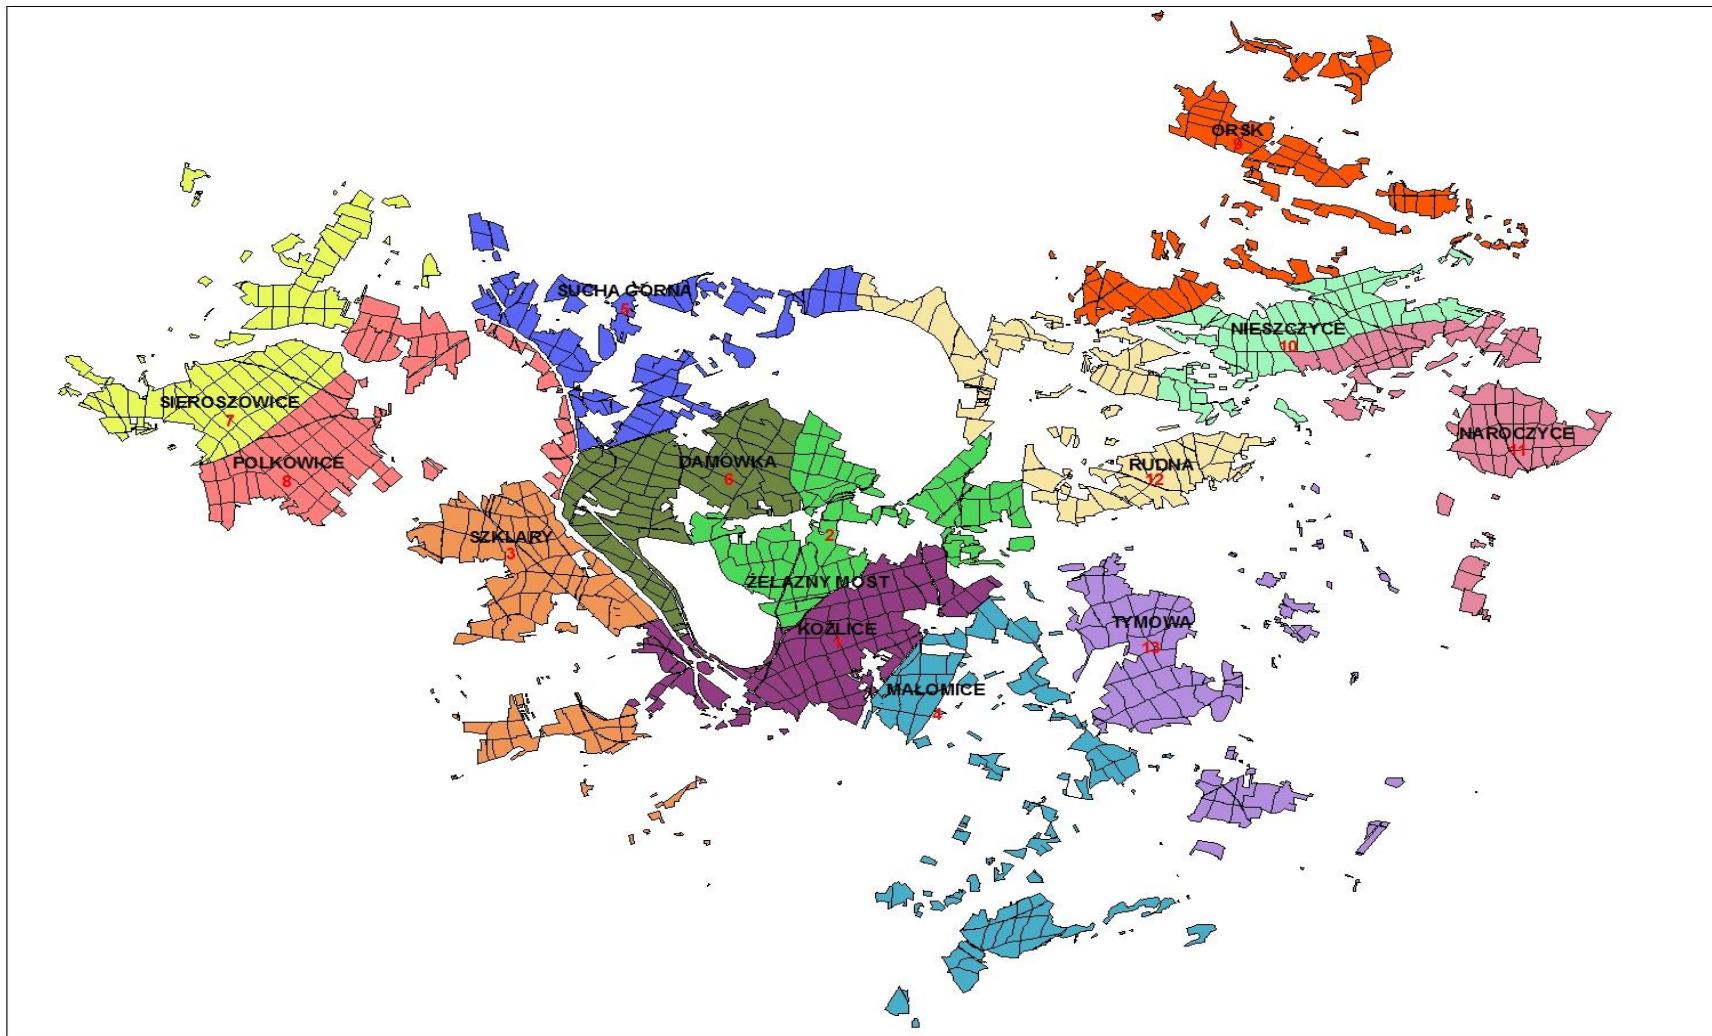 ORSK
9
SUCHA GÓRNA
5
NIESZCZYCE
10
SIEROSZOWICE
7
NAROCZYCE
11
POLKOWICE
8
DAMÓWKA
6
RUDNA
12
SZKLARY
3
2
ŻELAZNY MOST
KOŹLICE
1
TYMOWA
13
MAŁOMICE
4